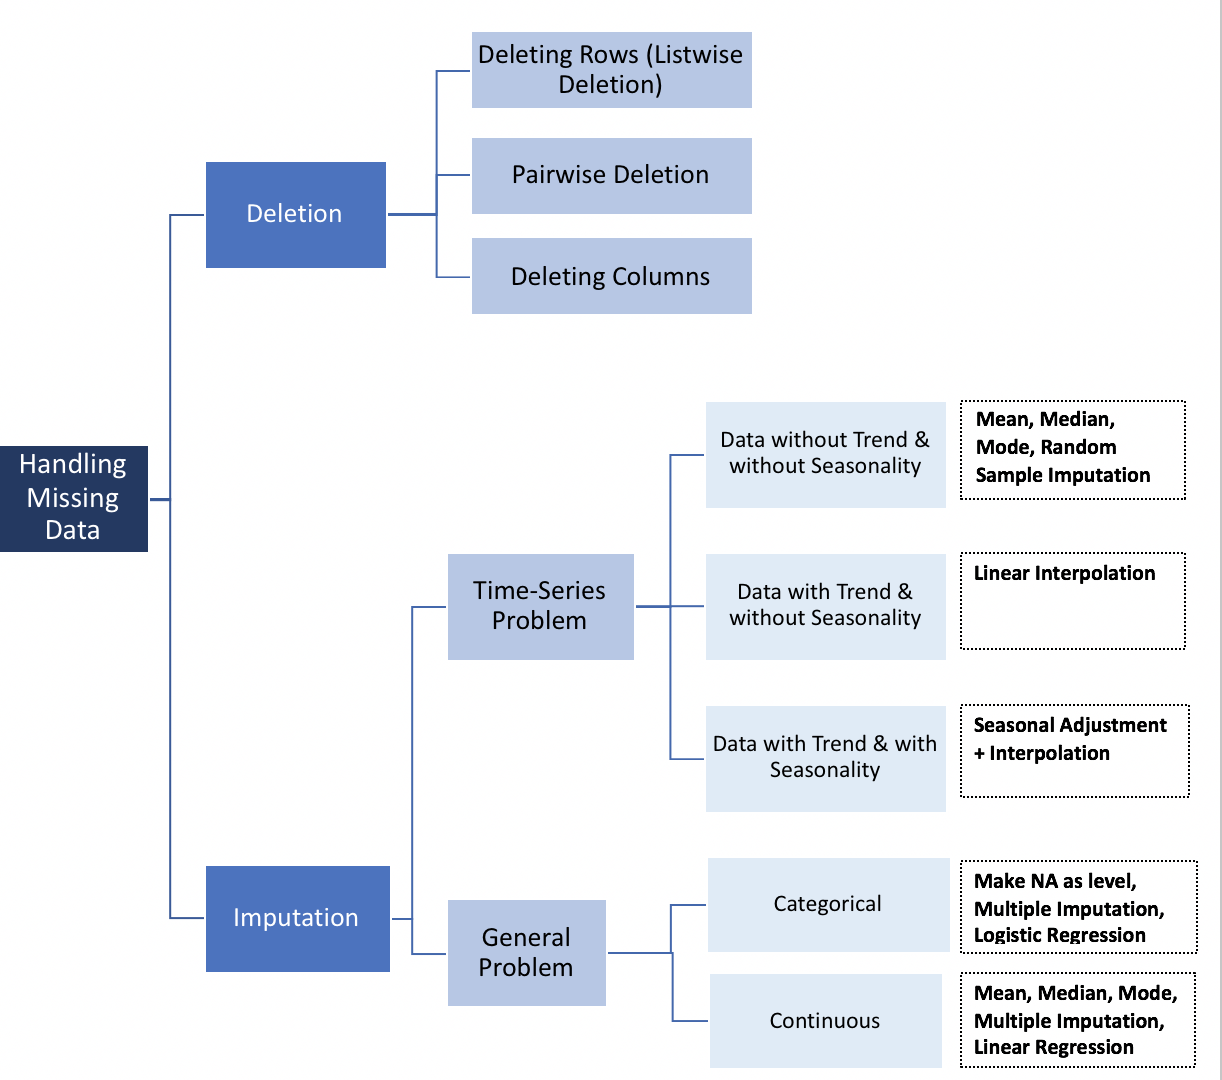 Deleting Rows (Listwise
Deletion)
Pairwise Deletion
Deletion
Deleting Columns
Handling
Missing
Data
Data without Trend &
without Seasonality
Mean, Median,
Mode, Random
Sample Imputation
Time-Series
Problem
Data with Trend &
without Seasonality
Linear Interpolation
Data with Trend & with
Seasonality
Seasonal Adjustment
+ Interpolation
Imputation
General
Problem
Categorical
Make NA as level,
Multiple Imputation,
Logistic Regression
Continuous
Mean, Median, Mode,
Multiple Imputation,
Linear Regression